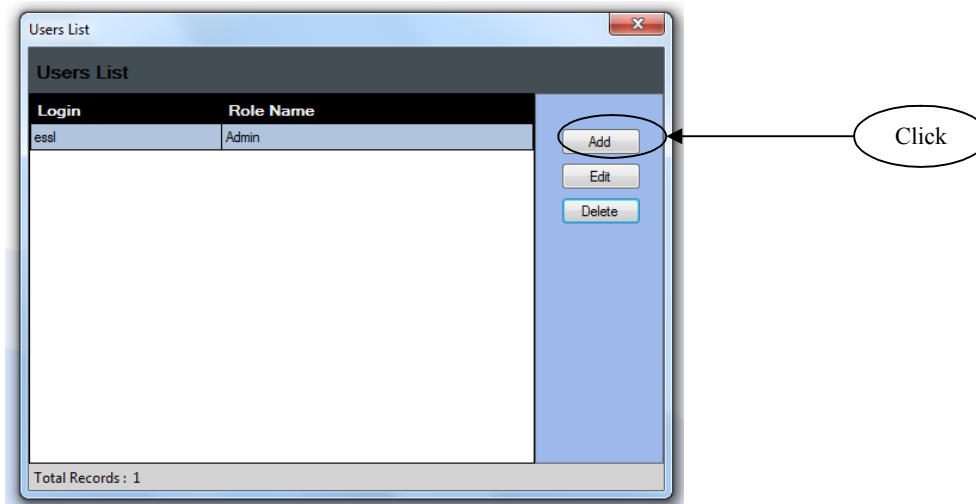 Users List
Users List
Login Role Name
essl Admin
Add
Edit
Delete
Click
Total Records : 1